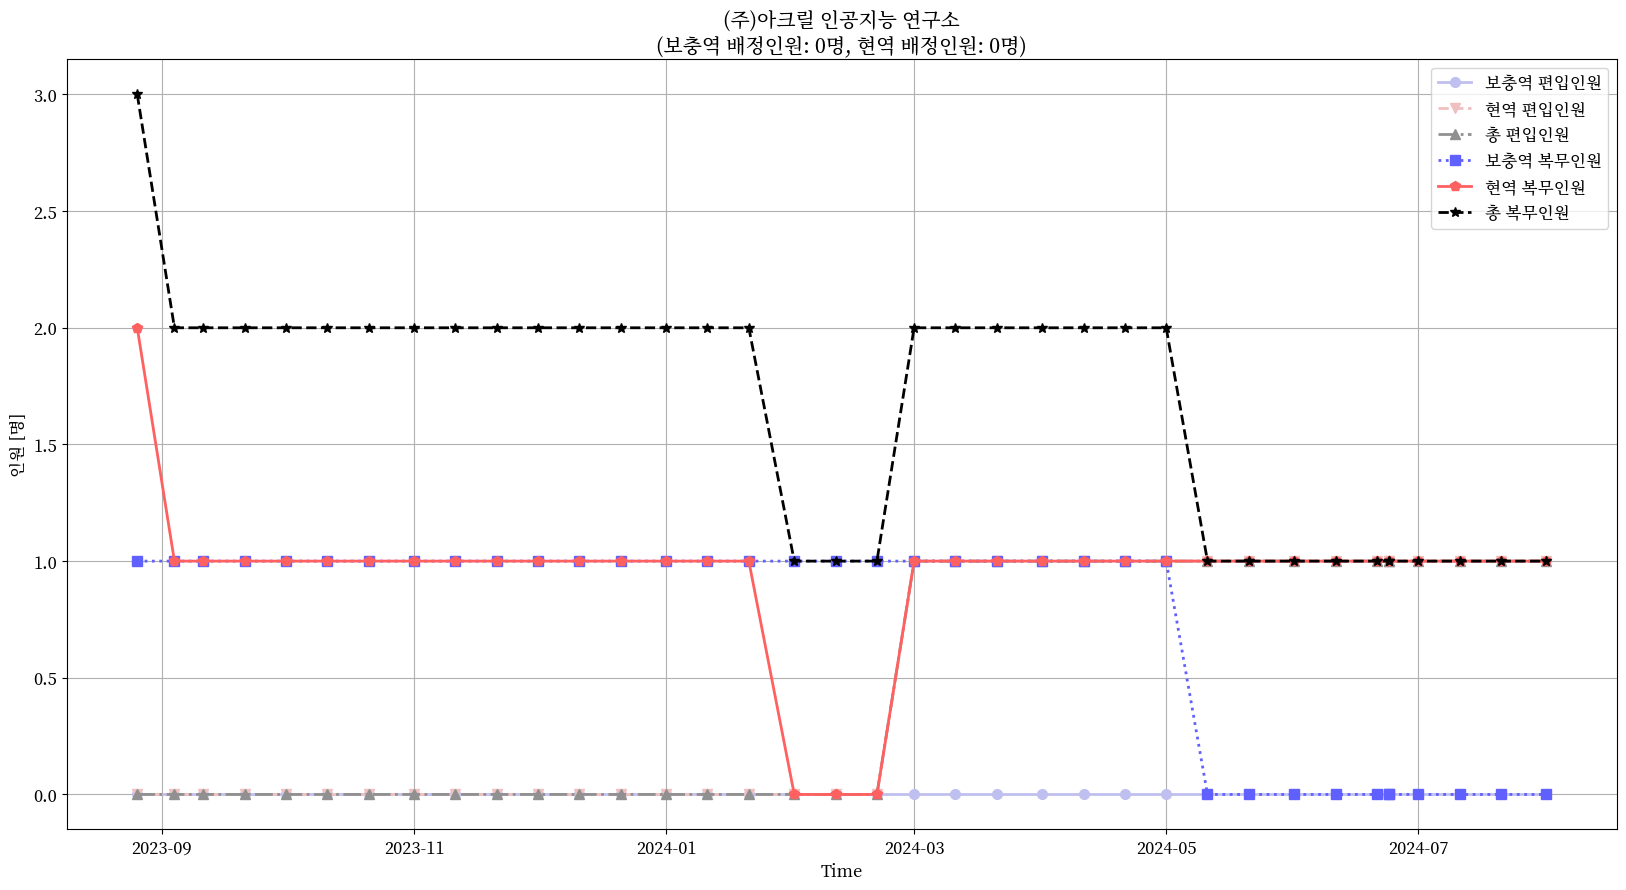 (주)아크릴 인공지능 연구소
(보충역 배정인원: 0명, 현역 배정인원: 0명)
보충역 편입인원
현역 편입인원
총 편입인원
보충역 복무인원
현역 복무인원
총 복무인원
인원 [명]
3.0
2.5
2.0
1.5
1.0
0.5
0.0
2023-09
2023-11
2024-01
2024-03
2024-05
2024-07
Time